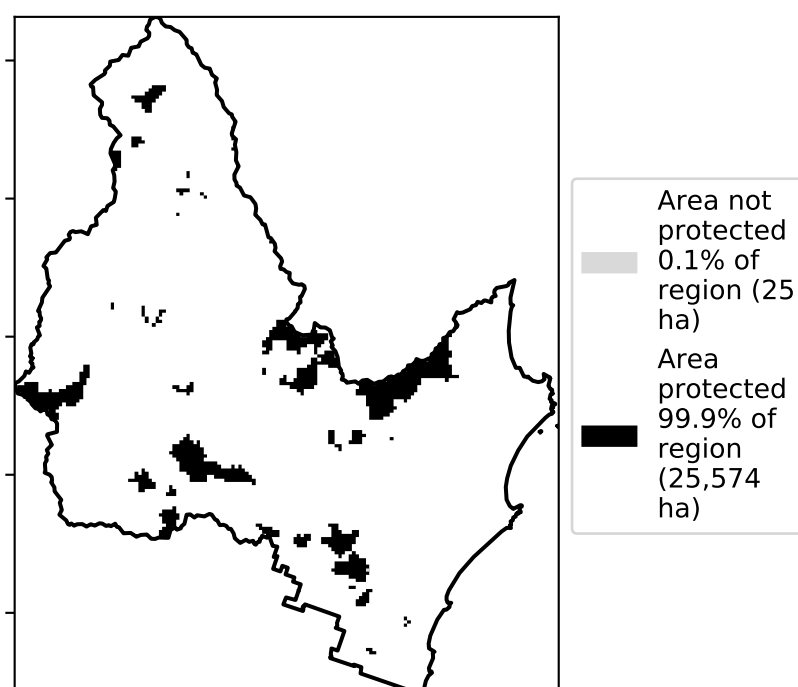 Area not
protected
0.1% of
region (25
ha)
Area
protected
99.9% of
region
(25,574
ha)